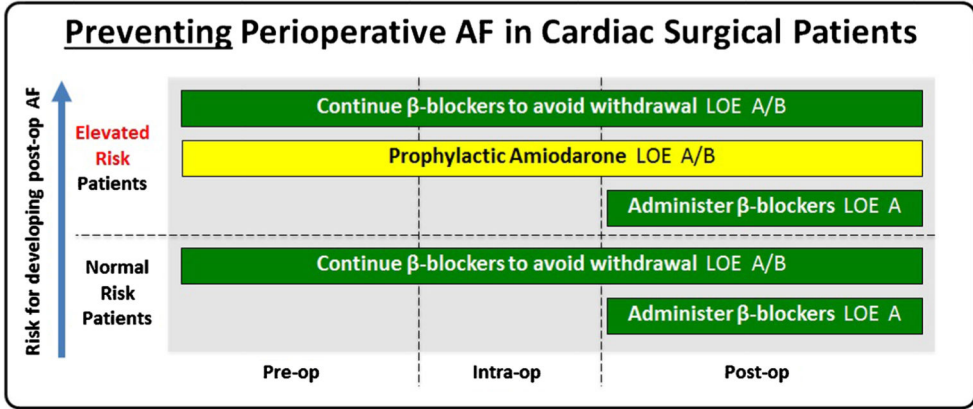 Preventing Perioperative AF in Cardiac Surgical Patients
Risk for developing post-op AF
Elevated
Risk
Patients
Continue β-blockers to avoid withdrawal LOE A/B
Prophylactic Amiodarone LOE A/B
Administer β-blockers LOE A
Normal
Risk
Patients
Continue β-blockers to avoid withdrawal LOE A/B
Administer β-blockers LOE A
Pre-op
Intra-op
Post-op